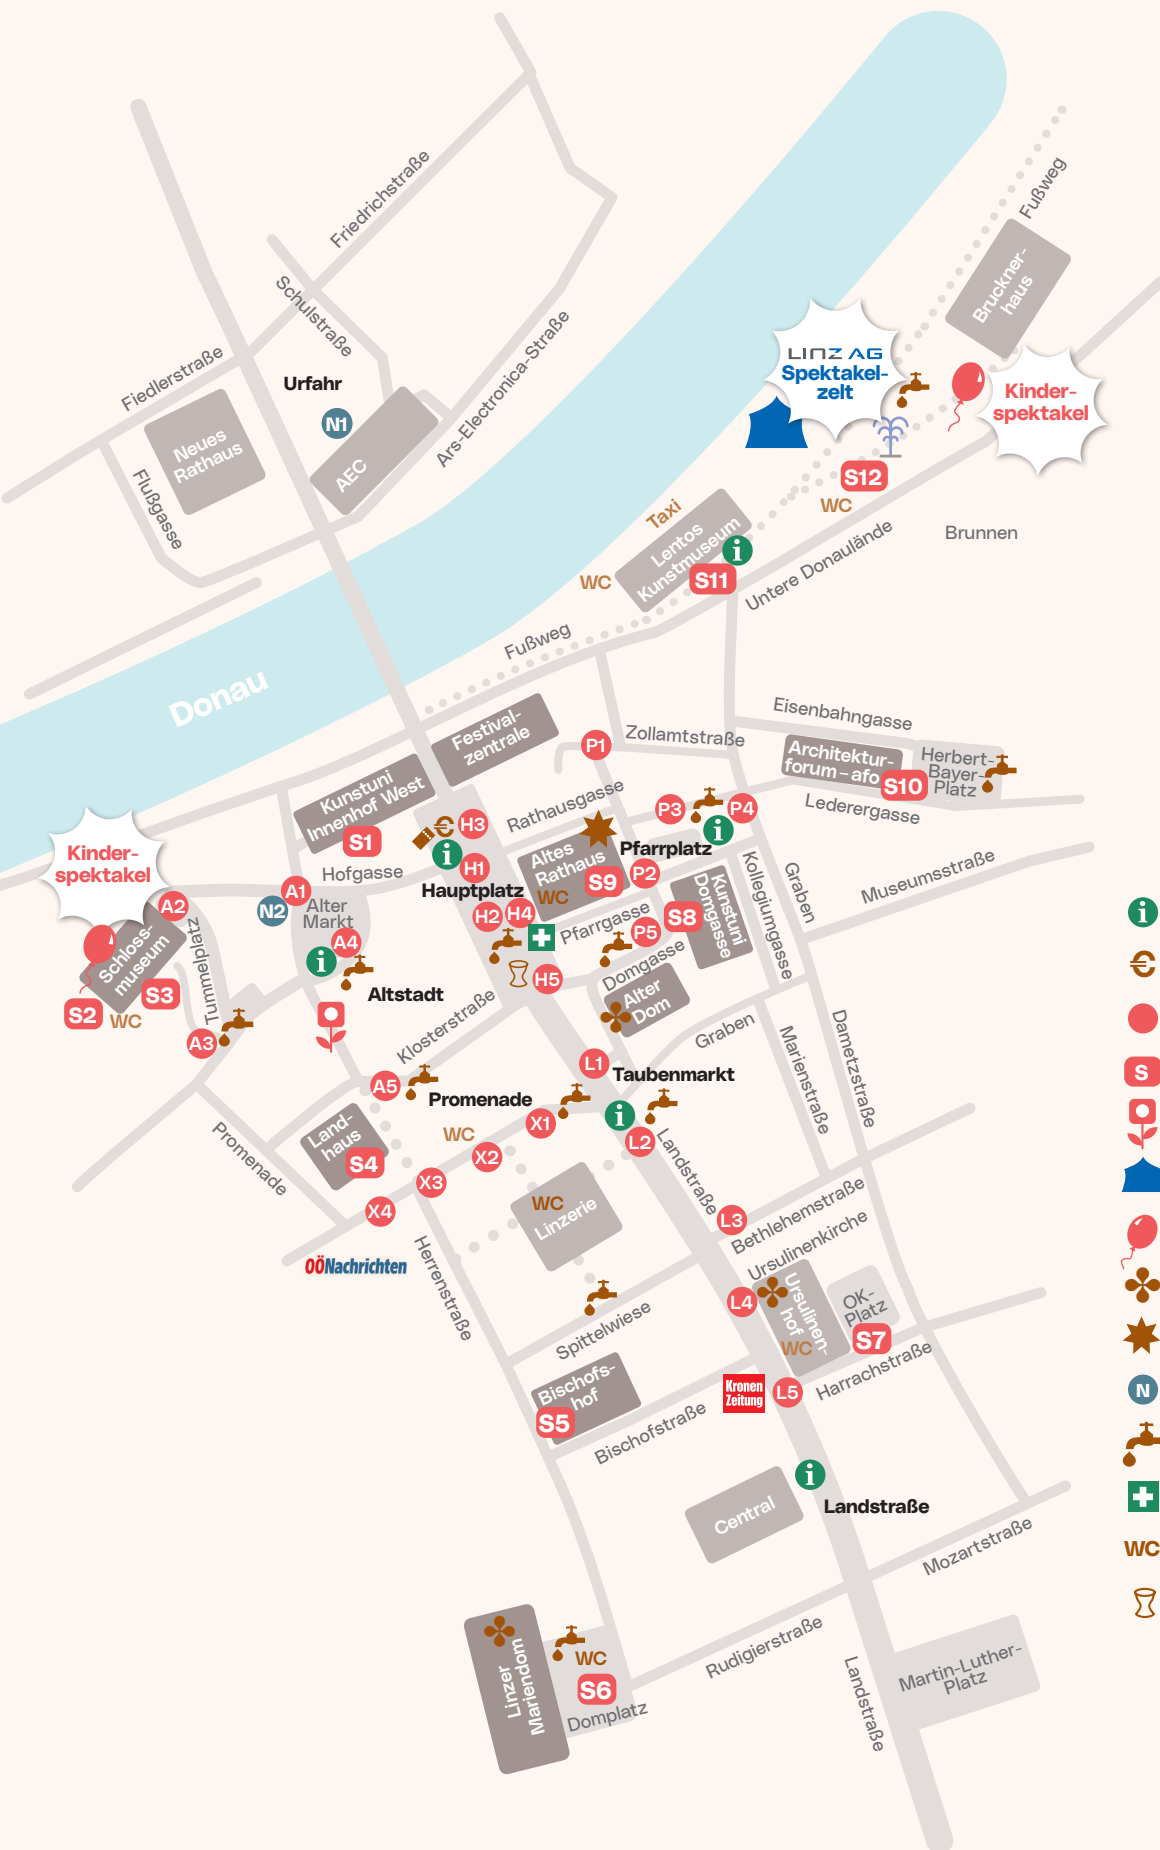 Friedrichstraße
Fußweg
Bruckner-
haus
Schulstraße
Fiedlerstraße
Ars-Electronica-Straße
LINZ AG
Spektakel-
zelt
Kinder-
spektakel
Urfahr
N1
Neues
Rathaus
AEC
Flußgasse
S12
WC
Taxi
Lentos
Kunstmuseum
i
S11
WC
Untere Donaulände
Brunnen
Fußweg
Donau
Festival-
zentrale
Eisenbahngasse
Zollamtstraße
P1
Architektur-
forum – afo
S10
Herbert-
Bayer-
Platz
Lederergasse
Kunstuni
Innenhof West
S1
Rathausgasse
P3
P4
i
€
H3
i
H1
Hauptplatz
H2
H4
Altes
Rathaus
WC
S9
Pfarrplatz
P2
Kinder-
spektakel
Hofgasse
A1
N2
Alter
Markt
A4
i
A2
Tummelplatz
Schloss-
museum
S3
S2
WC
A3
Altstadt
Pfarrgasse
S8
Kunstuni
Domgasse
P5
Domgasse
H5
Alter
Dom
Kollegiumgasse
Graben
Museumsstraße
Graben
Marienstraße
Dametzstraße
Klosterstraße
A5
Promenade
L1
Taubenmarkt
i
L2
X1
WC
X2
X3
X4
Land-
haus
S4
Promenade
OÖNachrichten
WC
Linzerie
Landstraße
L3
Bethlehemstraße
Ursulinenkirche
Herrenstraße
L4
Ursulinen-
hof
WC
OK-
Platz
S7
Spittelwiese
Bischofs-
hof
S5
Kronen
Zeitung
L5
Harrachstraße
Bischofstraße
i
Landstraße
Central
Mozartstraße
Rudigierstraße
Linzer
Mariendom
WC
S6
Domplatz
Landstraße
Martin-Luther-
Platz
i
€
S
N
WC